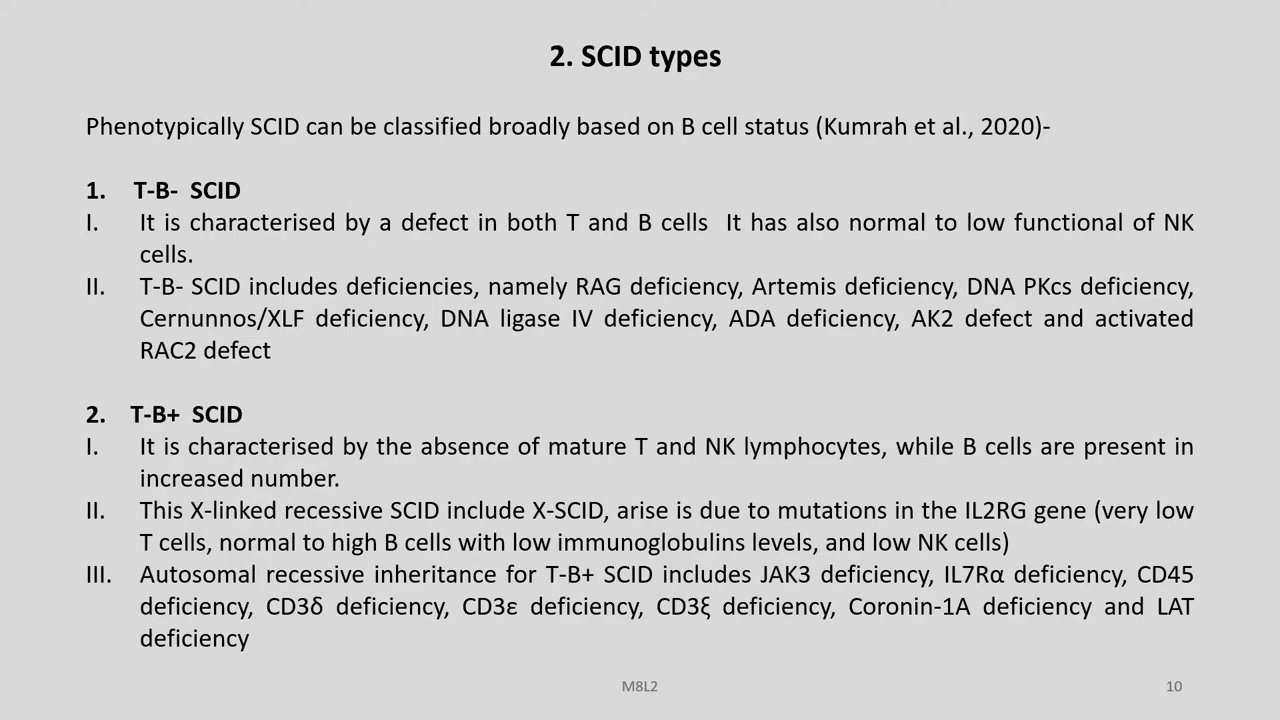 2. SCID types
Phenotypically SCID can be classified broadly based on B cell status (Kumrah et al., 2020)-
1. T-B- SCID
I. It is characterised by a defect in both T and B cells It has also normal to low functional of NK
cells.
II. T-B- SCID includes deficiencies, namely RAG deficiency, Artemis deficiency, DNA PKcs deficiency,
Cernunnos/XLF deficiency, DNA ligase IV deficiency, ADA deficiency, AK2 defect and activated
RAC2 defect
2. T-B+ SCID
I. It is characterised by the absence of mature T and NK lymphocytes, while B cells are present in
increased number.
II. This X-linked recessive SCID include X-SCID, arise is due to mutations in the IL2RG gene (very low
T cells, normal to high B cells with low immunoglobulins levels, and low NK cells)
III. Autosomal recessive inheritance for T-B+ SCID includes JAK3 deficiency, IL7Rα deficiency, CD45
deficiency, CD3δ deficiency, CD3ε deficiency, CD3ξ deficiency, Coronin-1A deficiency and LAT
deficiency
M8L2
10